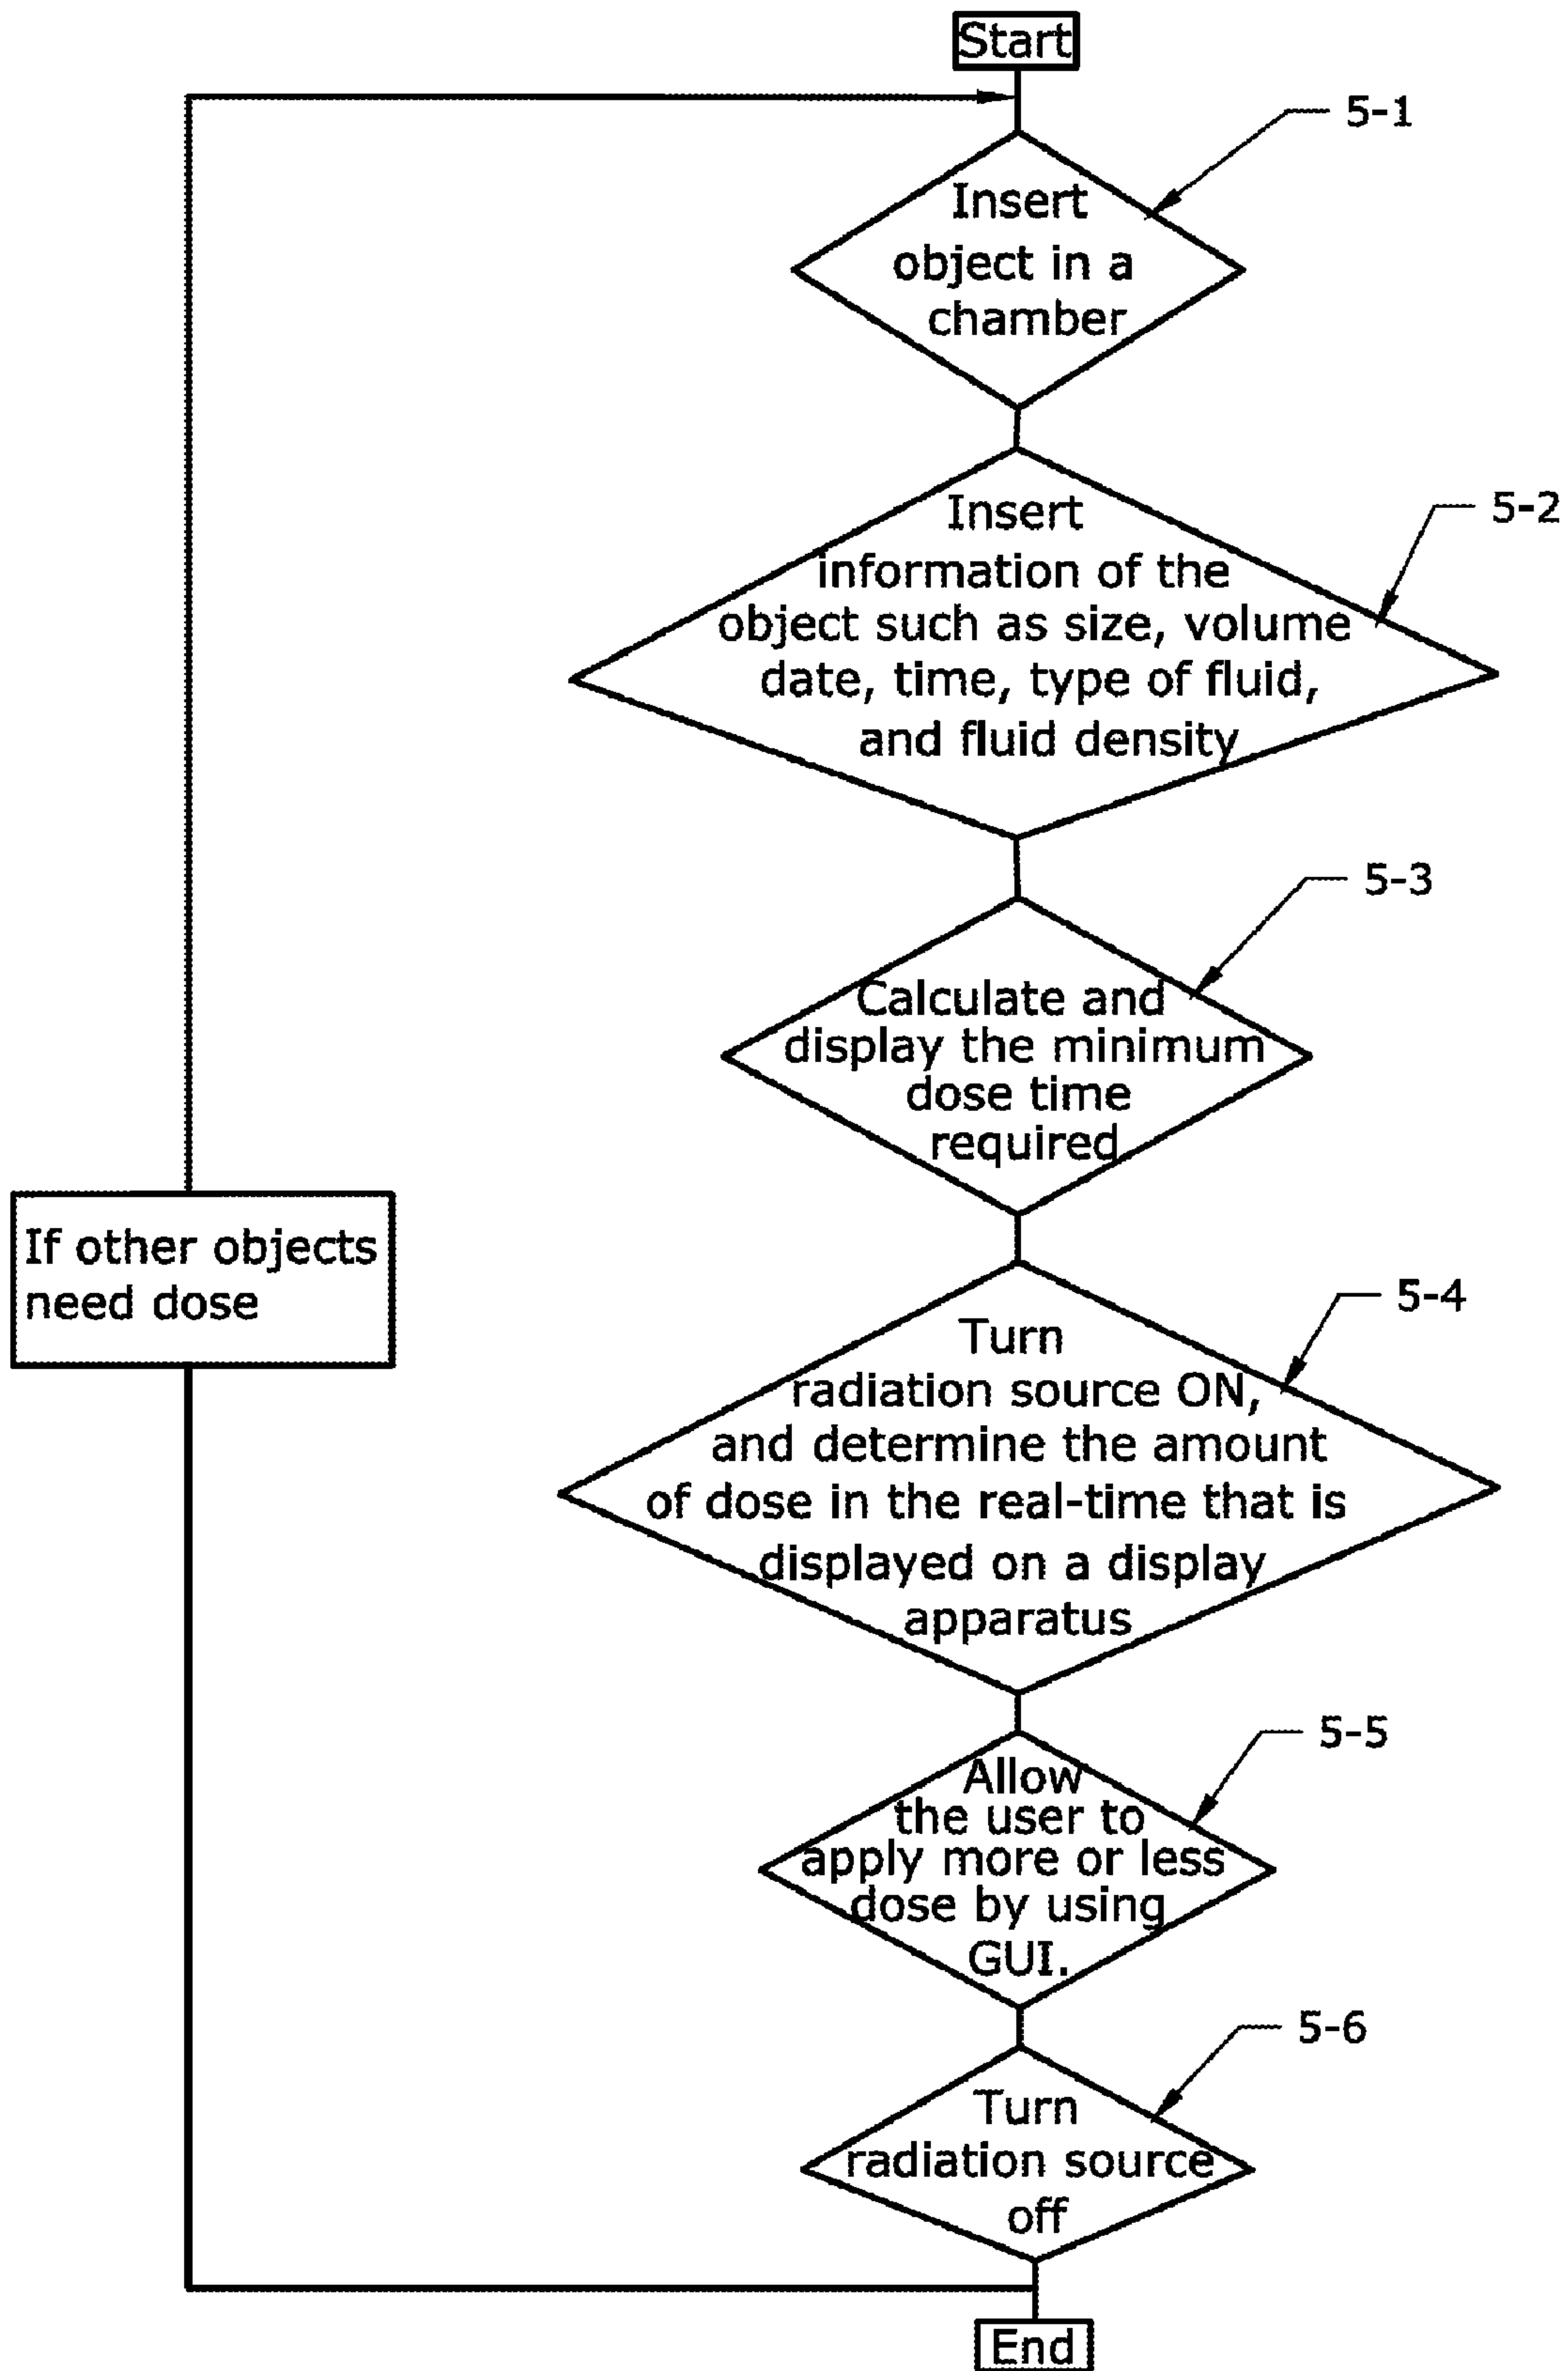 Start
5-1
Insert
object in a
chamber
5-2
Insert
information of the
object such as size, volume
date, time, type of fluid,
and fluid density
5-3
Calculate and
display the minimum
dose time
required
If other objects
need dose
5-4
Turn
radiation source ON,
and determine the amount
of dose in the real-time that is
displayed on a display
apparatus
5-5
Allow
the user to
apply more or less
dose by using
GUI.
5-6
Turn
radiation source
off
End